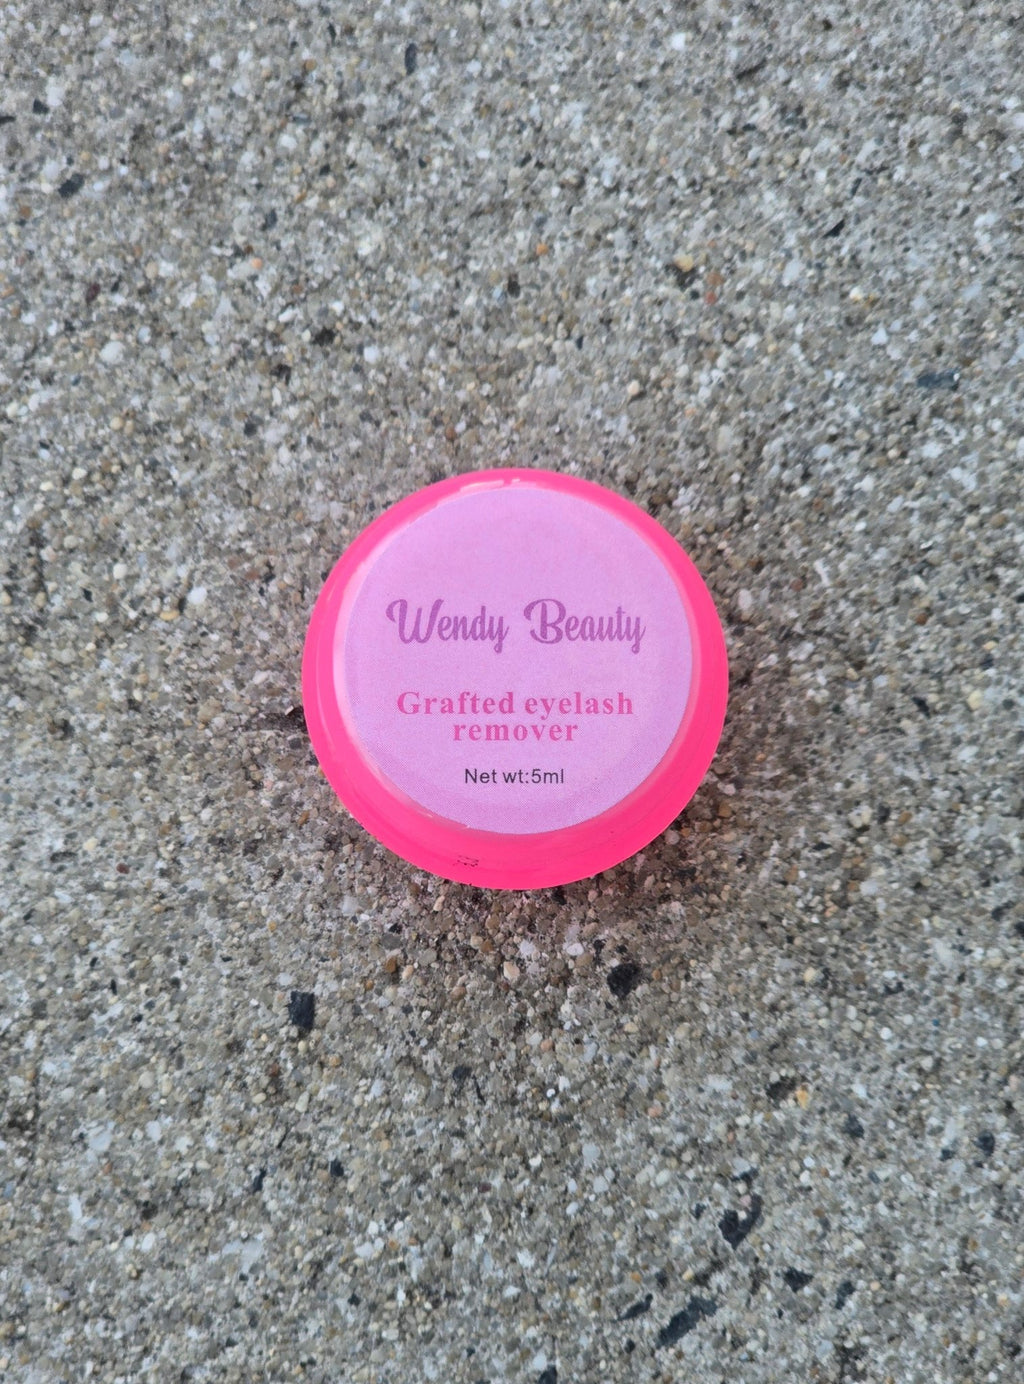 Wendy Beauty
Grafted eyelash
remover
Net wt:5ml